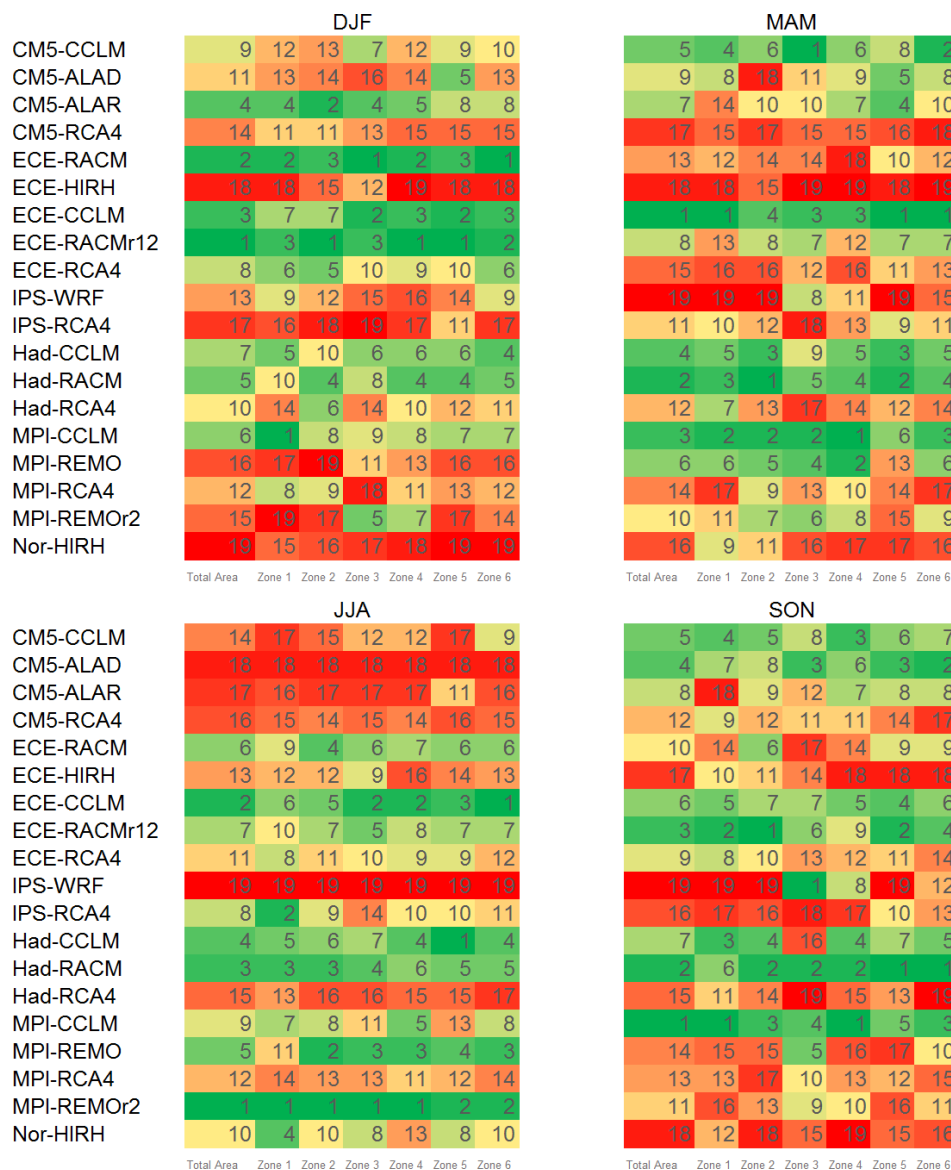 DJF MAM
CM5-CCLM 9 12 13 7 12 9 10 5 4 6 1 6 8 2
CM5-ALAD 11 13 14 16 14 5 13 9 8 18 11 9 5 8
CM5-ALAR 4 4 2 4 5 8 8 7 14 10 10 7 4 10
CM5-RCA4 14 11 11 13 15 15 15 17 15 17 15 15 16 18
ECE-RACM 2 2 3 1 2 3 1 13 12 14 14 18 10 12
ECE-HIRH 18 18 15 12 19 18 18 18 18 15 19 19 18 19
ECE-CCLM 3 7 7 2 3 2 3 1 1 4 3 3 1 1
ECE-RACMr12 1 3 1 3 1 1 2 8 13 8 7 12 7 7
ECE-RCA4 8 6 5 10 9 10 6 15 16 16 12 16 11 13
IPS-WRF 13 9 12 15 16 14 9 19 19 19 8 11 19 15
IPS-RCA4 17 16 18 19 17 11 17 11 10 12 18 13 9 11
Had-CCLM 7 5 10 6 6 6 4 4 5 3 9 5 3 5
Had-RACM 5 10 4 8 4 4 5 2 3 1 5 4 2 4
Had-RCA4 10 14 6 14 10 12 11 12 7 13 17 14 12 14
MPI-CCLM 6 1 8 9 8 7 7 3 2 2 2 1 6 3
MPI-REMO 16 17 19 11 13 16 16 6 6 5 4 2 13 6
MPI-RCA4 12 8 9 18 11 13 12 14 17 9 13 10 14 17
MPI-REMOr2 15 19 17 5 7 17 14 10 11 7 6 8 15 9
Nor-HIRH 19 15 16 17 18 19 19 16 9 11 16 17 17 16
Total Area Zone 1 Zone 2 Zone 3 Zone 4 Zone 5 Zone 6 Total Area Zone 1 Zone 2 Zone 3 Zone 4 Zone 5 Zone 6
JJA SON
CM5-CCLM 14 17 15 12 12 17 9 5 4 5 8 3 6 7
CM5-ALAD 18 18 18 18 18 18 18 4 7 8 3 6 3 2
CM5-ALAR 17 16 17 17 17 11 16 8 18 9 12 7 8 8
CM5-RCA4 16 15 14 15 14 16 15 12 9 12 11 11 14 17
ECE-RACM 6 9 4 6 7 6 6 10 14 6 17 14 9 9
ECE-HIRH 13 12 12 9 16 14 13 17 10 11 14 18 18 18
ECE-CCLM 2 6 5 2 2 3 1 6 5 7 7 5 4 6
ECE-RACMr12 7 10 7 5 8 7 7 3 2 1 6 9 2 4
ECE-RCA4 11 8 11 10 9 9 12 9 8 10 13 12 11 14
IPS-WRF 19 19 19 19 19 19 19 19 19 19 1 8 19 12
IPS-RCA4 8 2 9 14 10 10 11 16 17 16 18 17 10 13
Had-CCLM 4 5 6 7 4 1 4 7 3 4 16 4 7 5
Had-RACM 3 3 3 4 6 5 5 2 6 2 2 2 1 1
Had-RCA4 15 13 16 16 15 15 17 15 11 14 19 15 13 19
MPI-CCLM 9 7 8 11 5 13 8 1 1 3 4 1 5 3
MPI-REMO 5 11 2 3 3 4 3 14 15 15 5 16 17 10
MPI-RCA4 12 14 13 13 11 12 14 13 13 17 10 13 12 15
MPI-REMOr2 1 1 1 1 1 2 2 11 16 13 9 10 16 11
Nor-HIRH 10 4 10 8 13 8 10 18 12 18 15 19 15 16
Total Area Zone 1 Zone 2 Zone 3 Zone 4 Zone 5 Zone 6 Total Area Zone 1 Zone 2 Zone 3 Zone 4 Zone 5 Zone 6